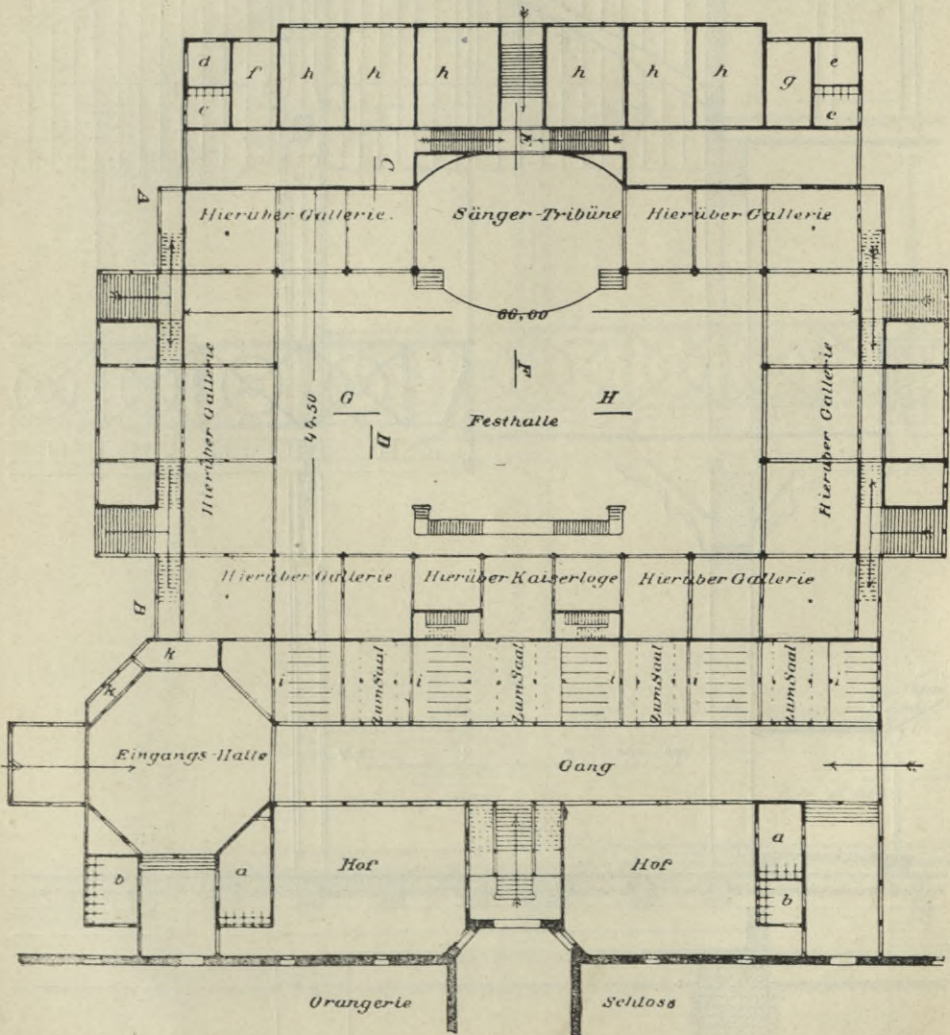 d f h h h h h h g e
c c
E
C
A
Hierüber Gallerie. Sänger-Tribüne Hierüber Gallerie
66,00
F
Hierüber Gallerie
44.50
G H
D
Festhalle
Hierüber Gallerie
Hierüber Gallerie Hierüber Kaiserloge Hierüber Gallerie
B
k
k
i Zum Saal i Zum Saal i Zum Saal i Zum Saal i
Eingangs-Halle
Gang
a
Hof Hof
b a
b
Orangerie Schloss